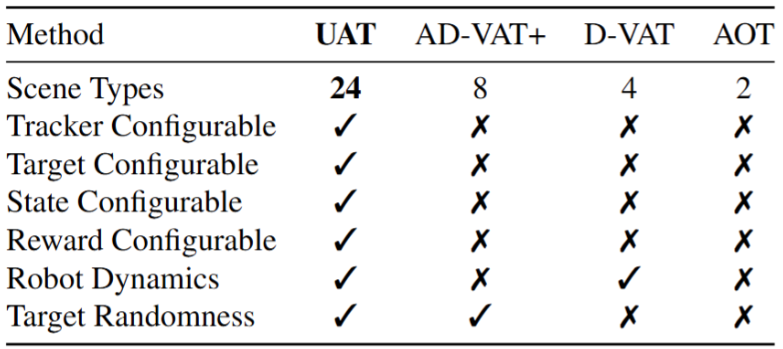 Method UAT AD-VAT+ D-VAT AOT
Scene Types 24 8 4 2
Tracker Configurable ✓ ✗ ✗ ✗
Target Configurable ✓ ✗ ✗ ✗
State Configurable ✓ ✗ ✗ ✗
Reward Configurable ✓ ✗ ✗ ✗
Robot Dynamics ✓ ✗ ✓ ✗
Target Randomness ✓ ✓ ✗ ✗